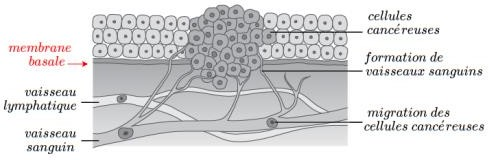 cellules
cancéreuses
membrane
basale
formation de
vaisseaux sanguins
vaisseau
lymphatique
migration des
cellules cancéreuses
vaisseau
sanguin